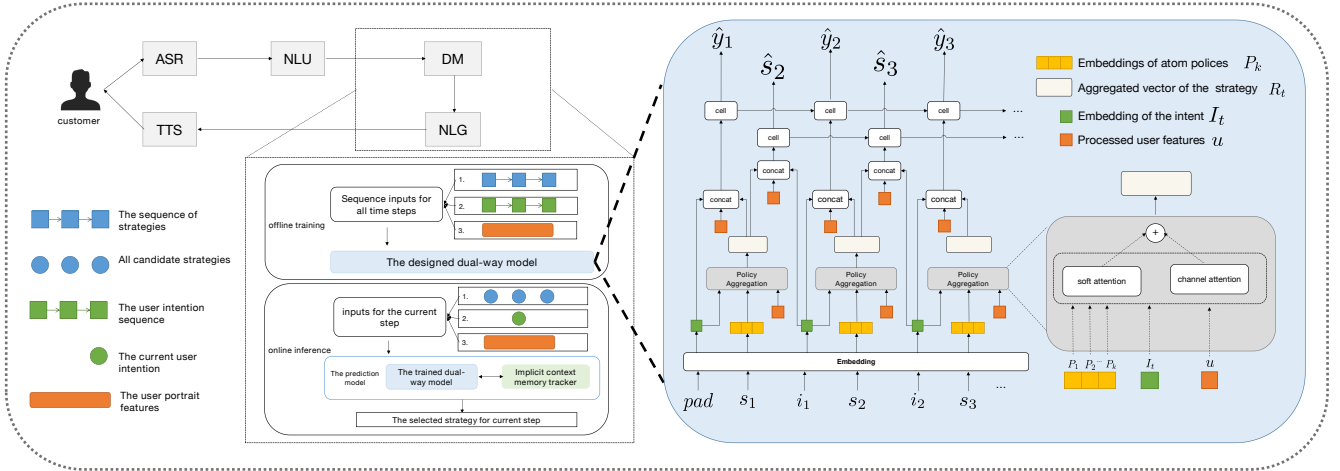 ASR
NLU
DM
customer
TTS
NLG
The sequence of
strategies
All candidate strategies
The user intention
sequence
The current user
intention
The user portrait
features
offline training
Sequence inputs for
all time steps
1.
2.
3.
The designed dual-way model
online inference
inputs for the current
step
1.
2.
3.
The prediction model
The trained dual-
way model
Implicit context
memory tracker
The selected strategy for current step
ŷ1 ŷ2 ŷ3
ŝ2 ŝ3
cell cell cell ...
cell cell ...
concat concat
concat concat concat
Policy
Aggregation
Policy
Aggregation
Policy
Aggregation
Embedding
pad s1 i1 s2 i2 s3 ...
Embeddings of atom polices Pk
Aggregated vector of the strategy Rt
Embedding of the intent It
Processed user features u
+
soft attention
channel attention
P1 P2 ... Pk It u